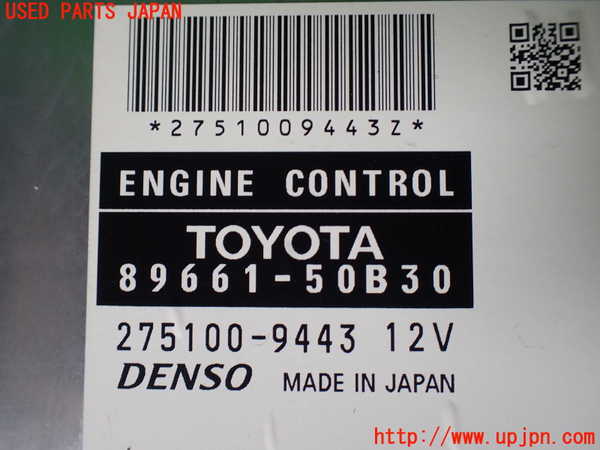 USED PARTS JAPAN
*2751009443Z*
ENGINE CONTROL
TOYOTA
89661-50B30
275100-9443 12V
DENSO MADE IN JAPAN
http://www.upjpn.com